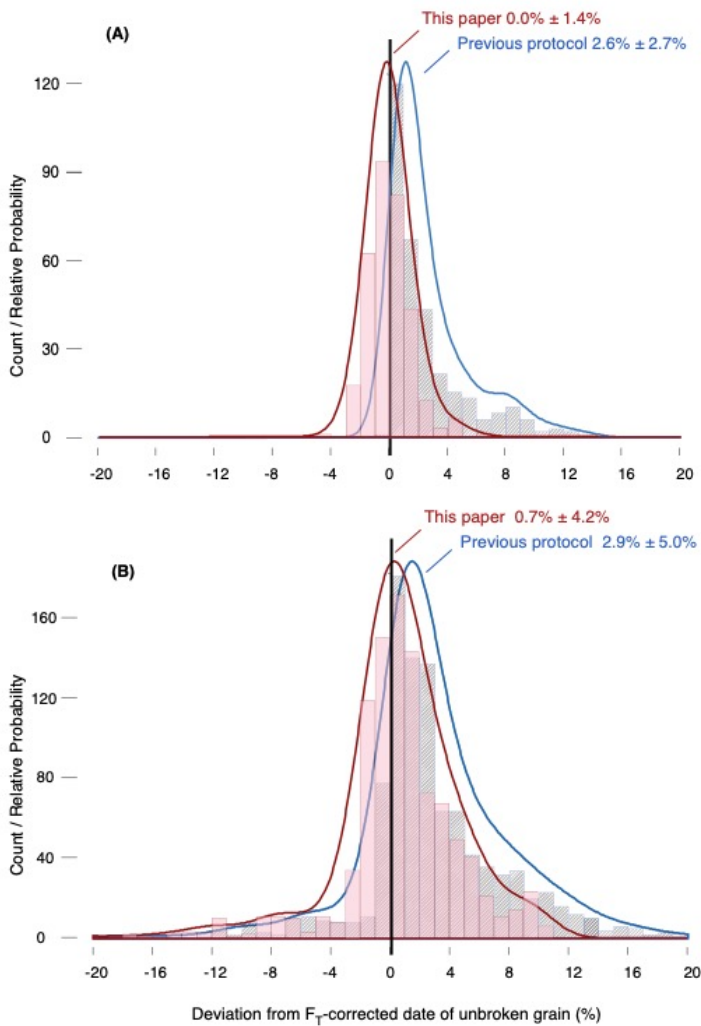 (A)
This paper 0.0% ± 1.4%
Previous protocol 2.6% ± 2.7%
Count / Relative Probability
120
90
60
30
0
-20 -16 -12 -8 -4 0 4 8 12 16 20
(B)
This paper 0.7% ± 4.2%
Previous protocol 2.9% ± 5.0%
Count / Relative Probability
160
120
80
40
0
-20 -16 -12 -8 -4 0 4 8 12 16 20
Deviation from F_T-corrected date of unbroken grain (%)